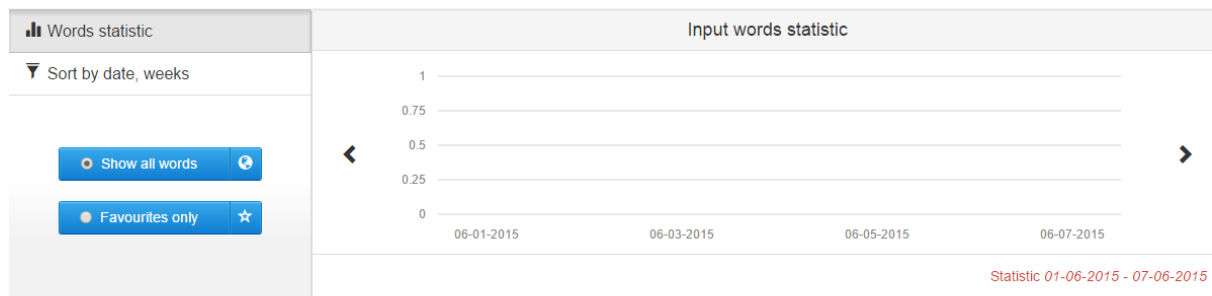 Words statistic
Sort by date, weeks
Show all words
Favourites only
Input words statistic
1
0.75
0.5
0.25
0
06-01-2015 06-03-2015 06-05-2015 06-07-2015
Statistic 01-06-2015 - 07-06-2015